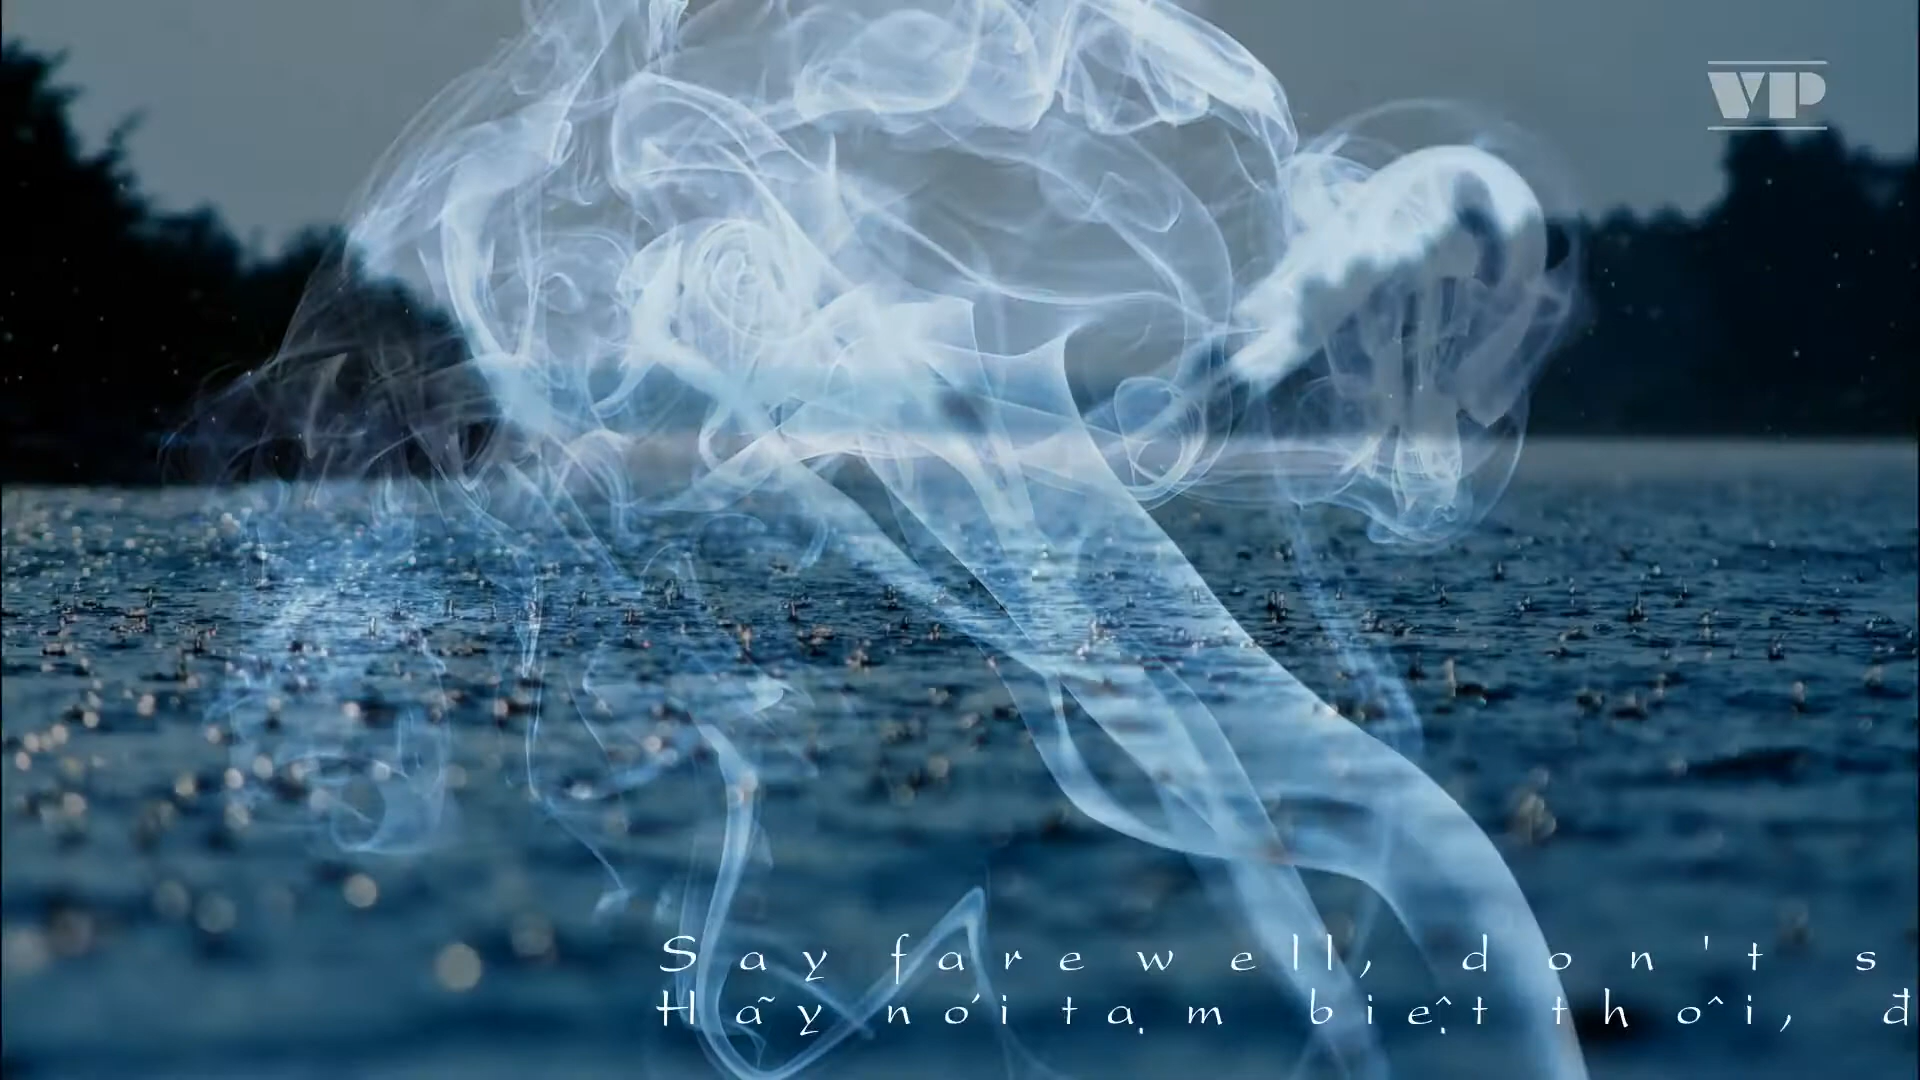 VP
Say farewell, don't s
Hãy nói tạm biệt thôi, đ